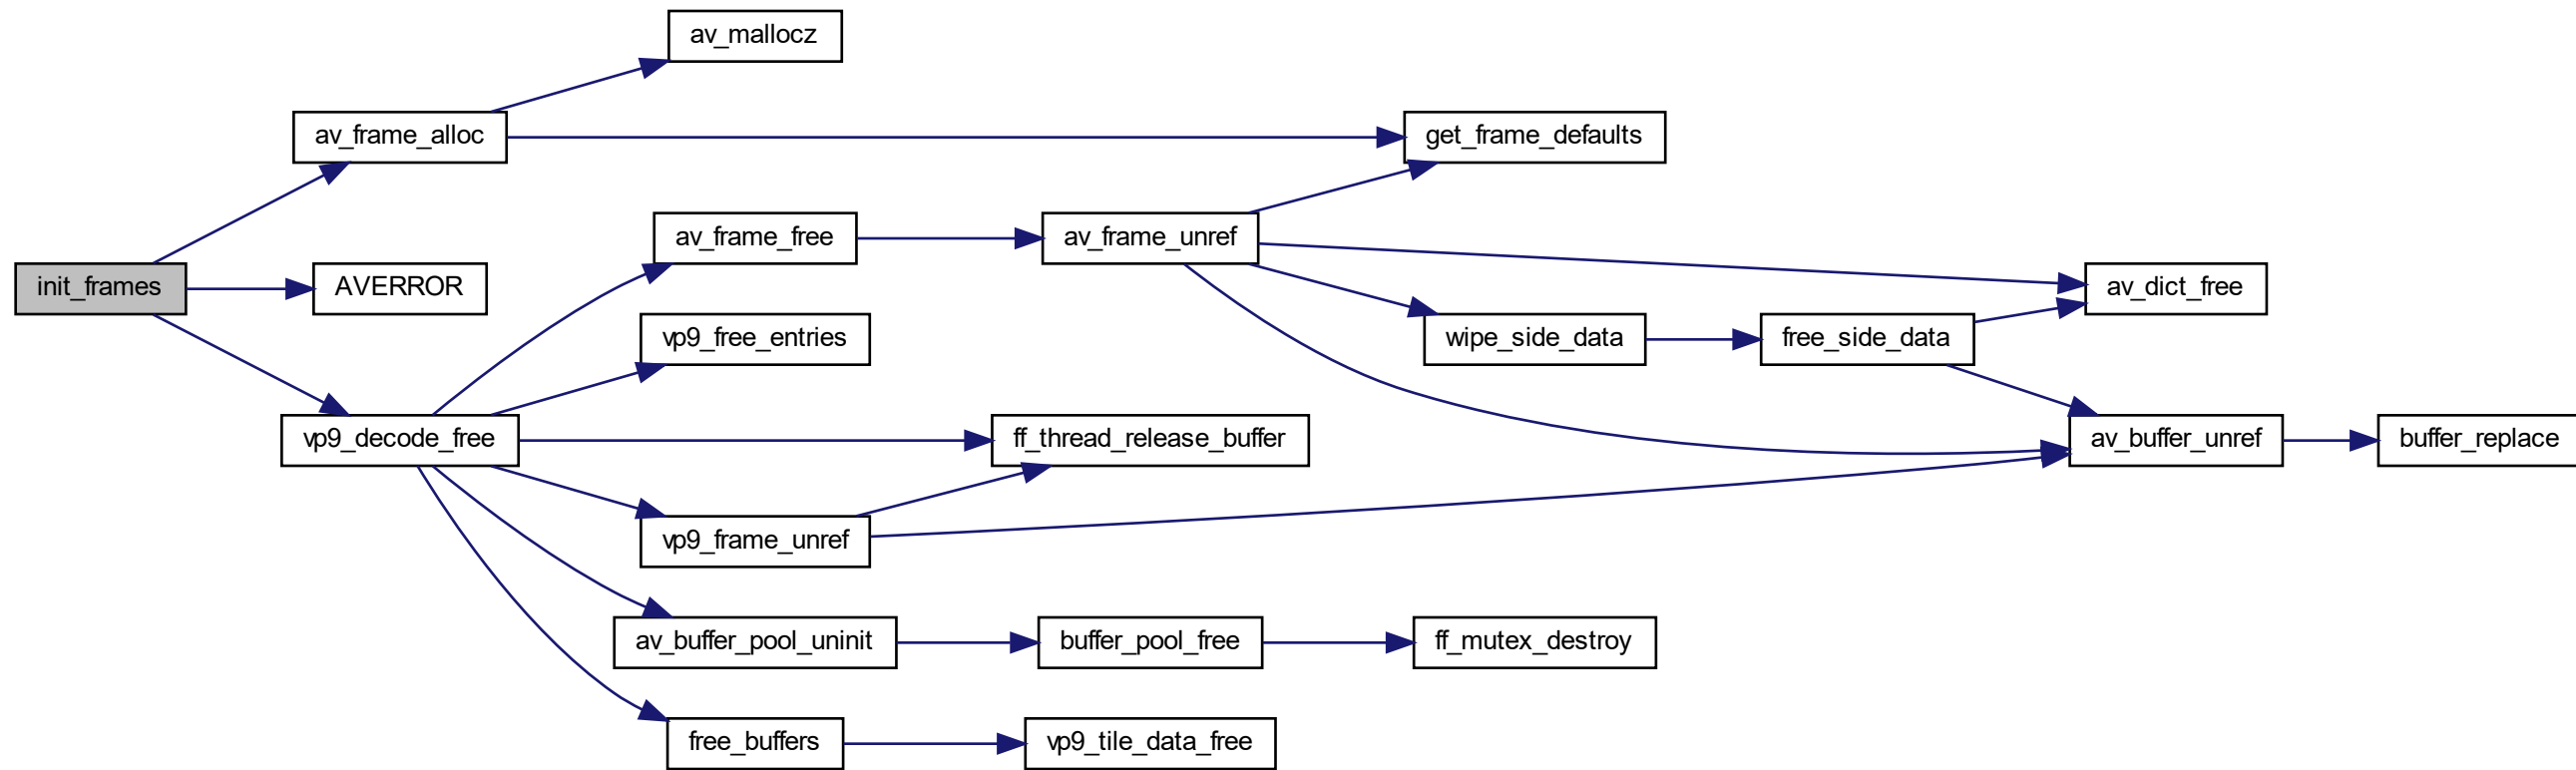 av_mallocz
av_frame_alloc
get_frame_defaults
av_frame_free
av_frame_unref
init_frames
AVERROR
av_dict_free
vp9_free_entries
wipe_side_data
free_side_data
vp9_decode_free
ff_thread_release_buffer
av_buffer_unref
buffer_replace
vp9_frame_unref
av_buffer_pool_uninit
buffer_pool_free
ff_mutex_destroy
free_buffers
vp9_tile_data_free